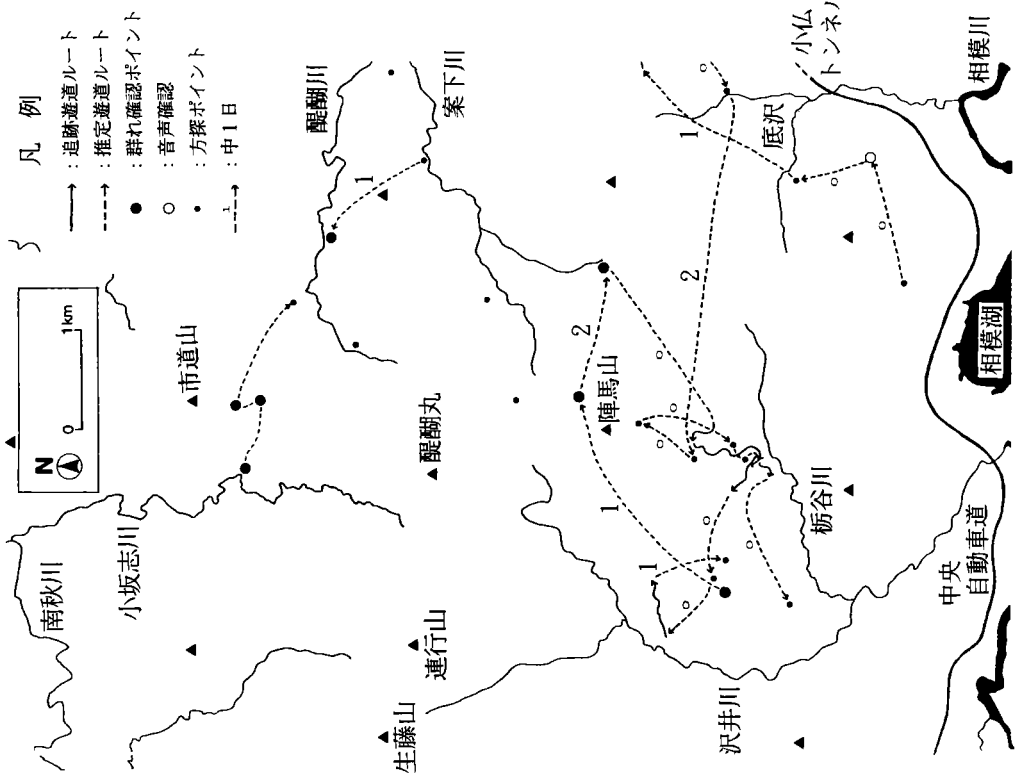 凡 例
→ : 追跡遊道ルート
⇢ : 推定遊道ルート
● : 群れ確認ポイント
○ : 音声確認
• : 方探ポイント
-1→ : 中1日
N
0 1km
南秋川
小坂志川
市道山
醍醐川
案下川
醍醐丸
連行山
生藤山
陣馬山
沢井川
栃谷川
底沢
小仏
トンネル
相模川
相模湖
中央
自動車道
1
2
1
1
2
1